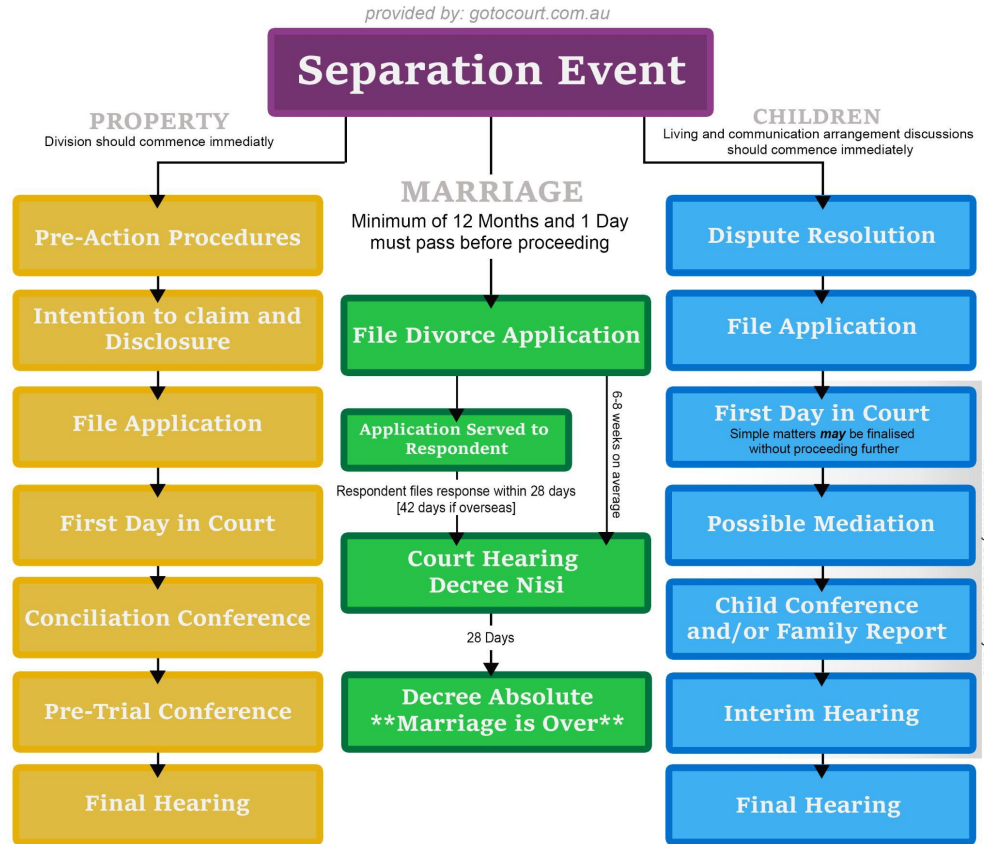 provided by: gotocourt.com.au
Separation Event
PROPERTY
Division should commence immediatly
MARRIAGE
Minimum of 12 Months and 1 Day
must pass before proceeding
CHILDREN
Living and communication arrangement discussions
should commence immediately
Pre-Action Procedures
Intention to claim and
Disclosure
File Application
First Day in Court
Conciliation Conference
Pre-Trial Conference
Final Hearing
File Divorce Application
Application Served to
Respondent
6-8 weeks on average
Respondent files response within 28 days
[42 days if overseas]
Court Hearing
Decree Nisi
28 Days
Decree Absolute
**Marriage is Over**
Dispute Resolution
File Application
First Day in Court
Simple matters may be finalised
without proceeding further
Possible Mediation
Child Conference
and/or Family Report
Interim Hearing
Final Hearing